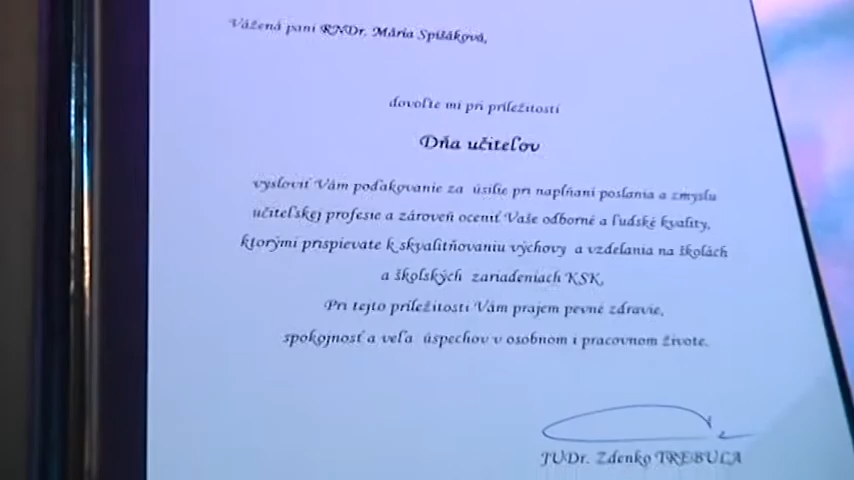 Vážená pani RNDr. Mária Spišáková,
dovoľte mi pri príležitosti
Dňa učiteľov
vysloviť Vám poďakovanie za úsilie pri napĺňaní poslania a zmyslu
učiteľskej profesie a zároveň oceniť Vaše odborné a ľudské kvality,
ktorými prispievate k skvalitňovaniu výchovy a vzdelania na školách
a školských zariadeniach KSK.
Pri tejto príležitosti Vám prajem pevné zdravie,
spokojnosť a veľa úspechov v osobnom i pracovnom živote.
JUDr. Zdenko TREBUĽA